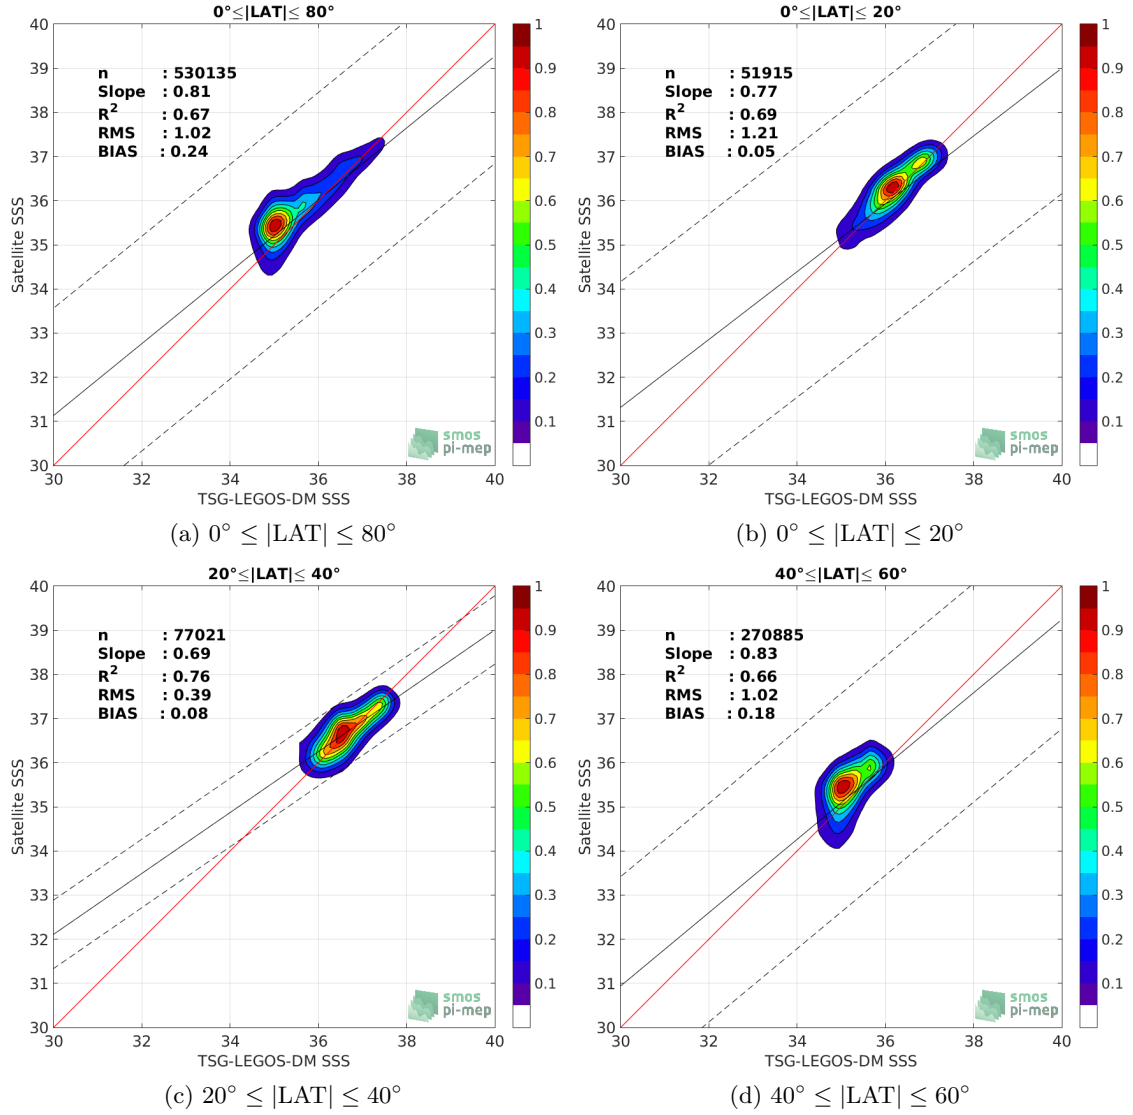 0°≤|LAT|≤ 80°
n : 530135
Slope : 0.81
R2 : 0.67
RMS : 1.02
BIAS : 0.24
40
39
38
37
36
35
34
33
32
31
30
Satellite SSS
30 32 34 36 38 40
TSG-LEGOS-DM SSS
smos
pi-mep
1
0.9
0.8
0.7
0.6
0.5
0.4
0.3
0.2
0.1
(a) 0° ≤ |LAT| ≤ 80°
0°≤|LAT|≤ 20°
n : 51915
Slope : 0.77
R2 : 0.69
RMS : 1.21
BIAS : 0.05
40
39
38
37
36
35
34
33
32
31
30
Satellite SSS
30 32 34 36 38 40
TSG-LEGOS-DM SSS
smos
pi-mep
1
0.9
0.8
0.7
0.6
0.5
0.4
0.3
0.2
0.1
(b) 0° ≤ |LAT| ≤ 20°
20°≤|LAT|≤ 40°
n : 77021
Slope : 0.69
R2 : 0.76
RMS : 0.39
BIAS : 0.08
40
39
38
37
36
35
34
33
32
31
30
Satellite SSS
30 32 34 36 38 40
TSG-LEGOS-DM SSS
smos
pi-mep
1
0.9
0.8
0.7
0.6
0.5
0.4
0.3
0.2
0.1
(c) 20° ≤ |LAT| ≤ 40°
40°≤|LAT|≤ 60°
n : 270885
Slope : 0.83
R2 : 0.66
RMS : 1.02
BIAS : 0.18
40
39
38
37
36
35
34
33
32
31
30
Satellite SSS
30 32 34 36 38 40
TSG-LEGOS-DM SSS
smos
pi-mep
1
0.9
0.8
0.7
0.6
0.5
0.4
0.3
0.2
0.1
(d) 40° ≤ |LAT| ≤ 60°